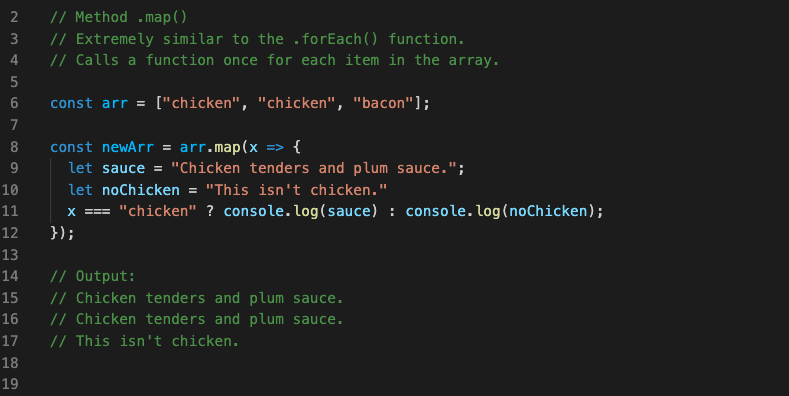 2 // Method .map()
3 // Extremely similar to the .forEach() function.
4 // Calls a function once for each item in the array.
5
6 const arr = ["chicken", "chicken", "bacon"];
7
8 const newArr = arr.map(x => {
9 let sauce = "Chicken tenders and plum sauce.";
10 let noChicken = "This isn't chicken."
11 x === "chicken" ? console.log(sauce) : console.log(noChicken);
12 });
13
14 // Output:
15 // Chicken tenders and plum sauce.
16 // Chicken tenders and plum sauce.
17 // This isn't chicken.
18
19